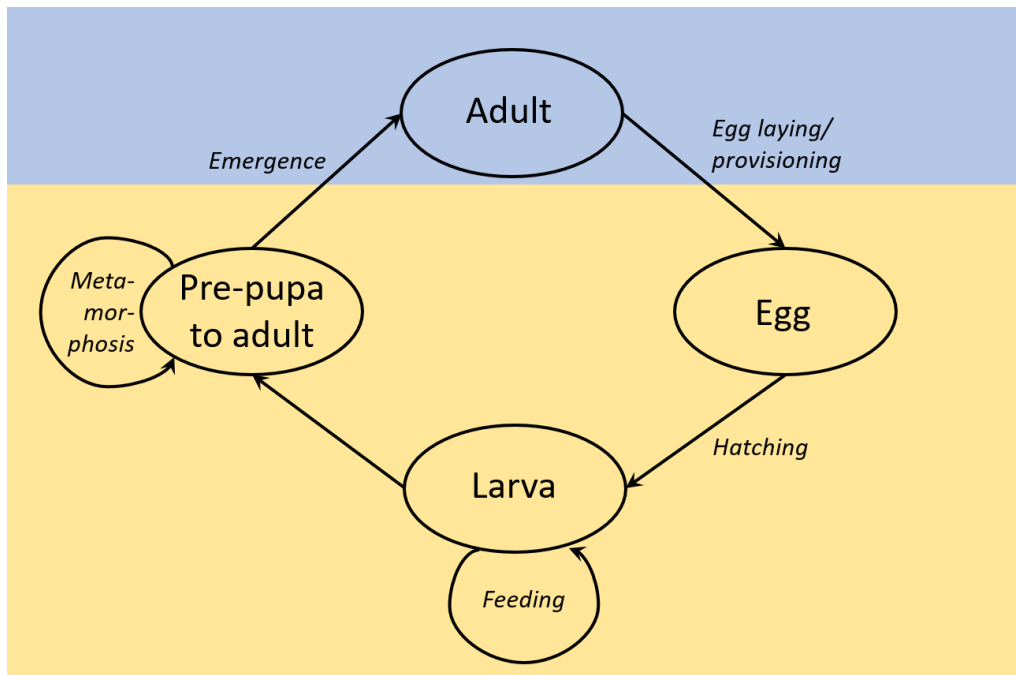 Adult
Egg laying/
provisioning
Emergence
Pre-pupa
to adult
Meta-
mor-
phosis
Egg
Hatching
Larva
Feeding